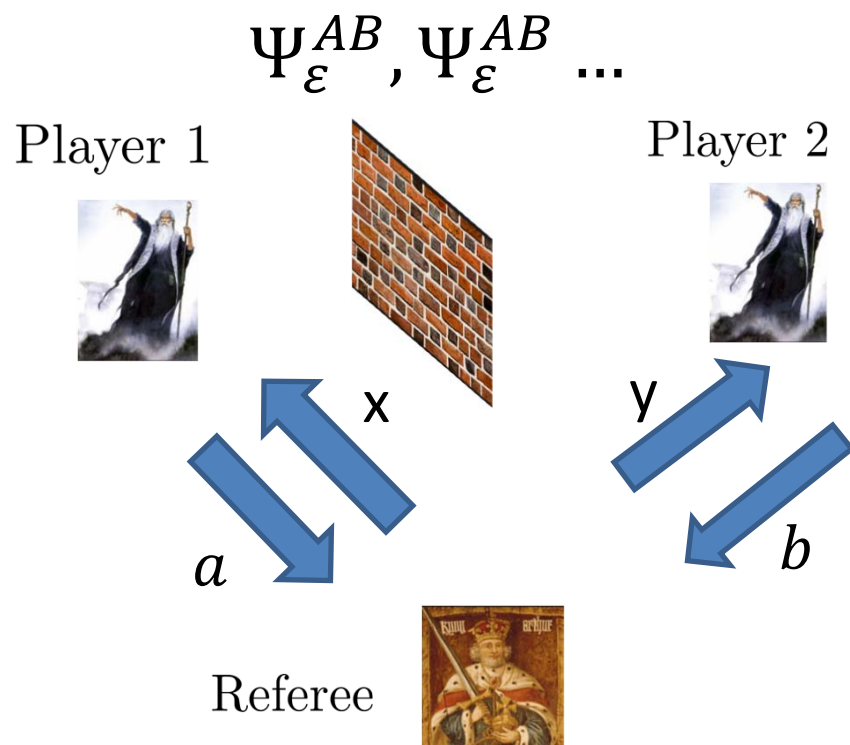 Ψ_ε^{AB}, Ψ_ε^{AB} ...
Player 1
Player 2
x
y
a
b
Referee